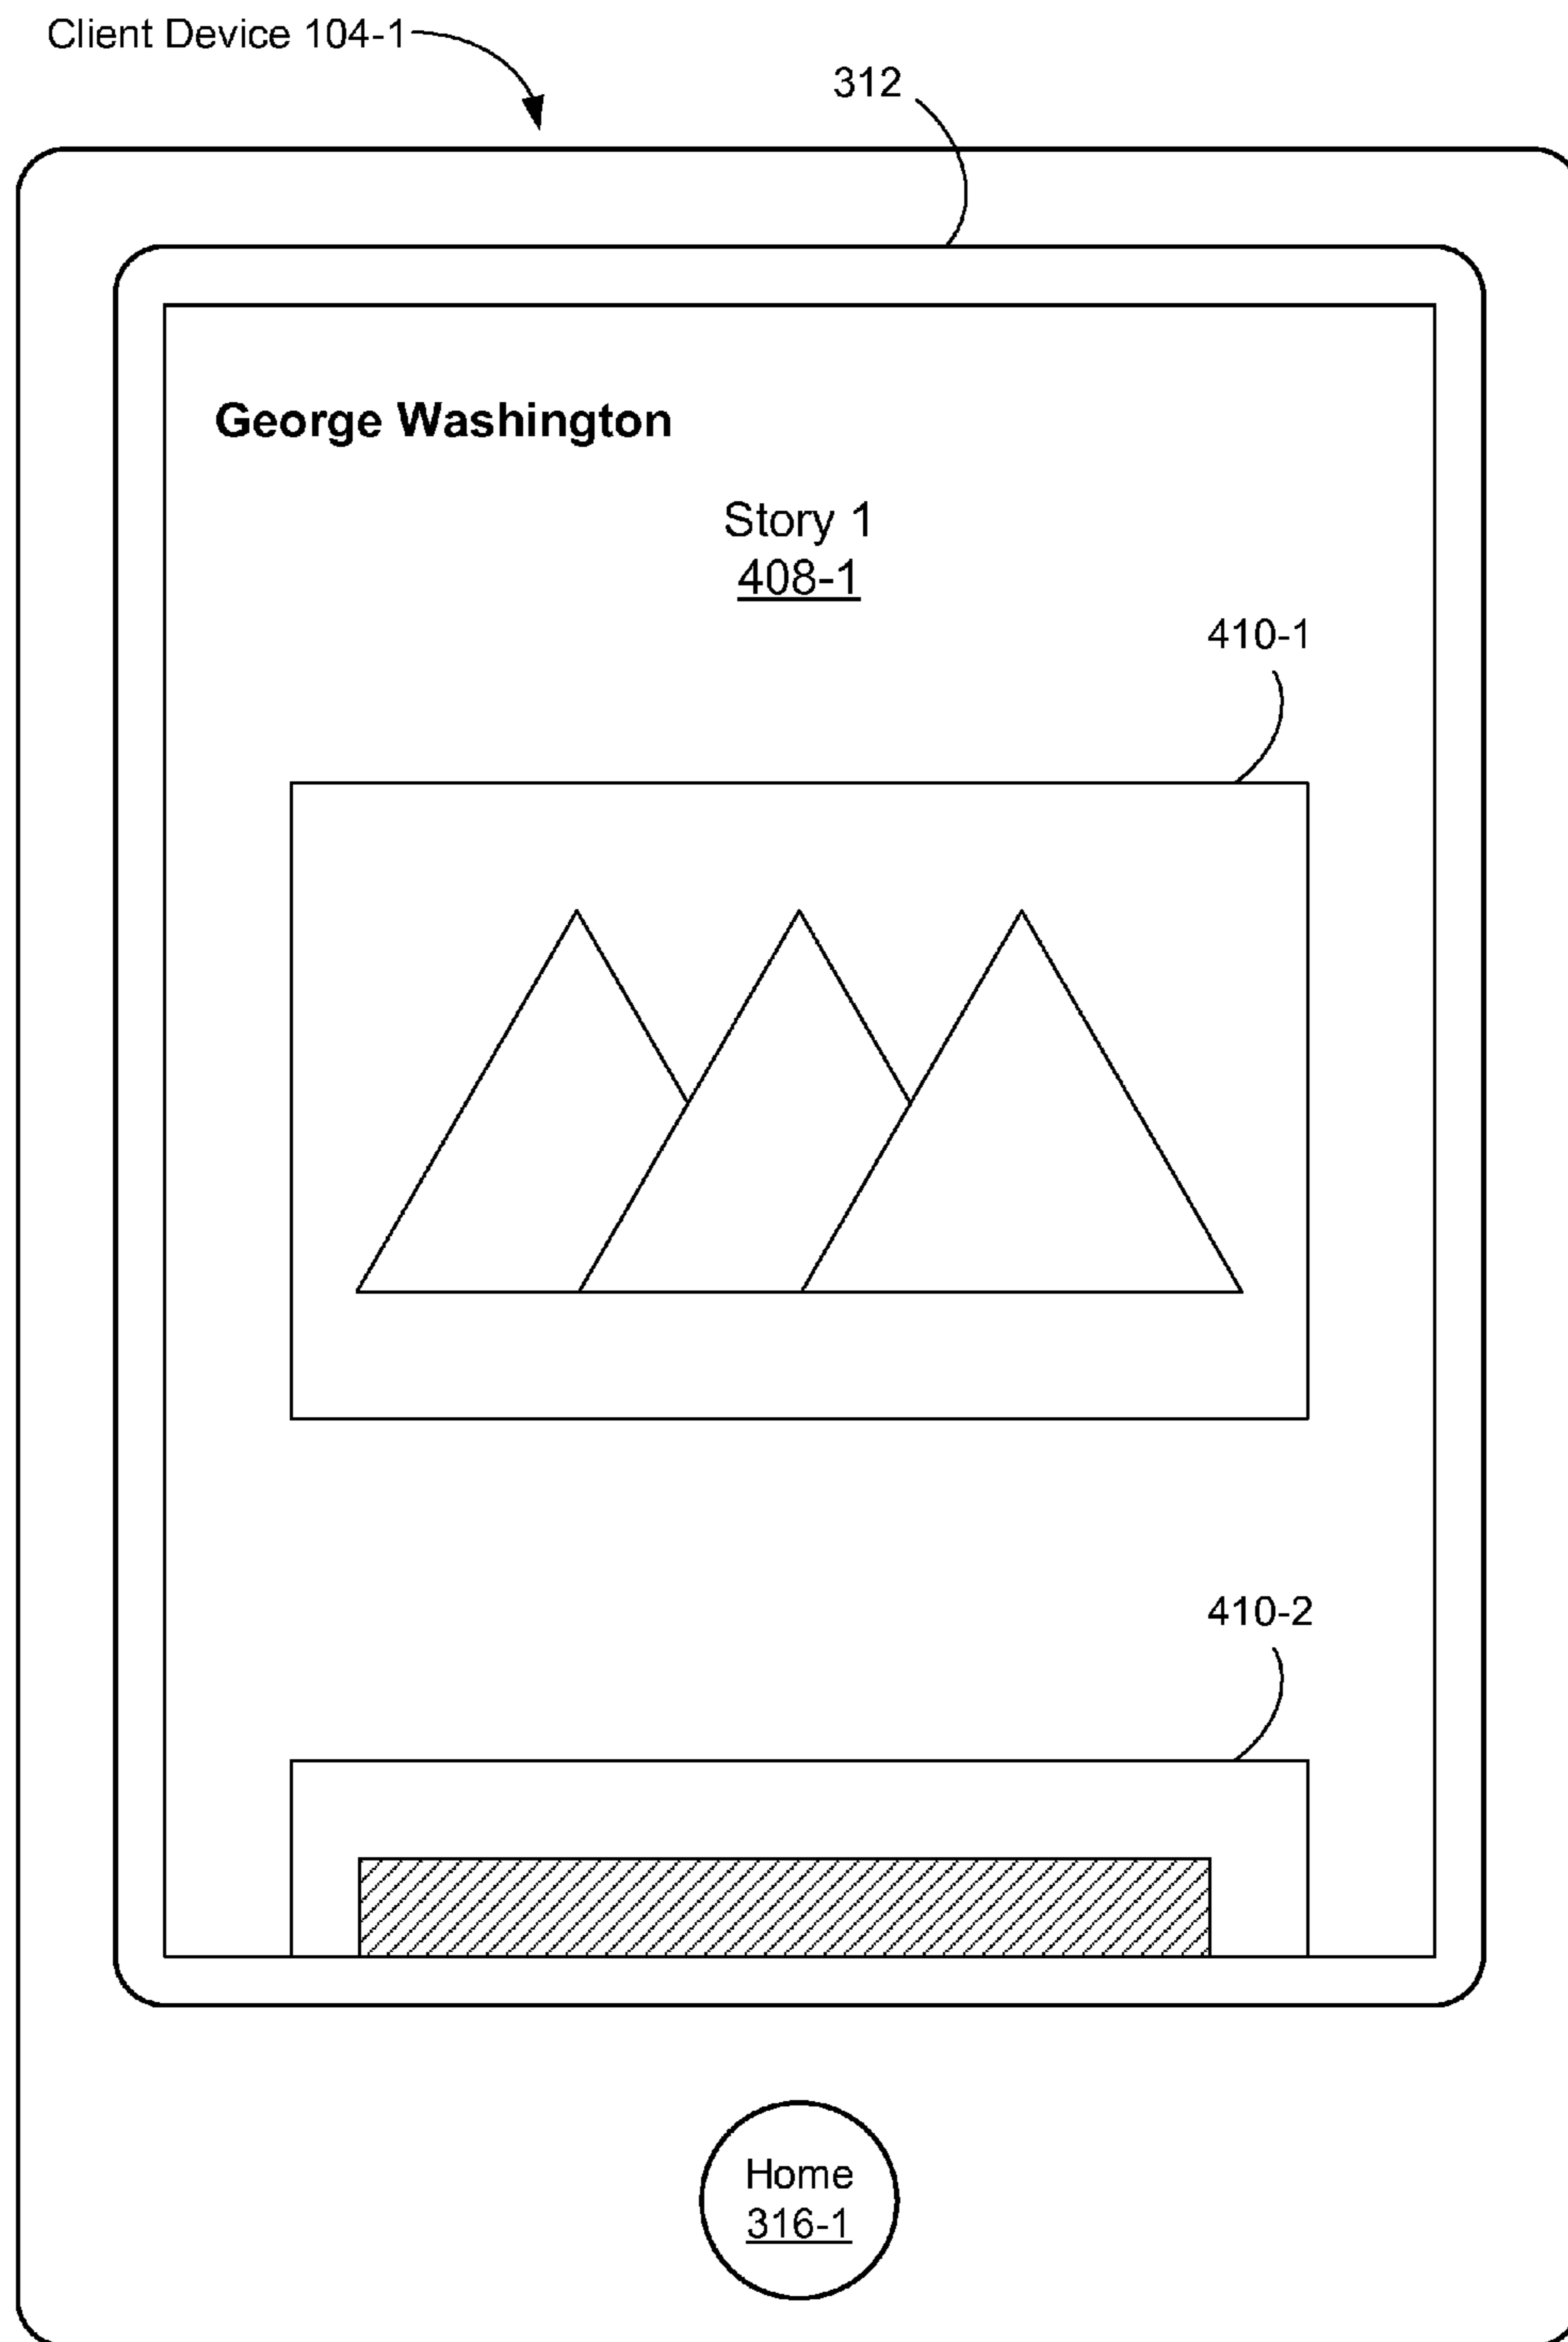 Client Device 104-1
312
George Washington
Story 1
408-1
410-1
410-2
Home
316-1